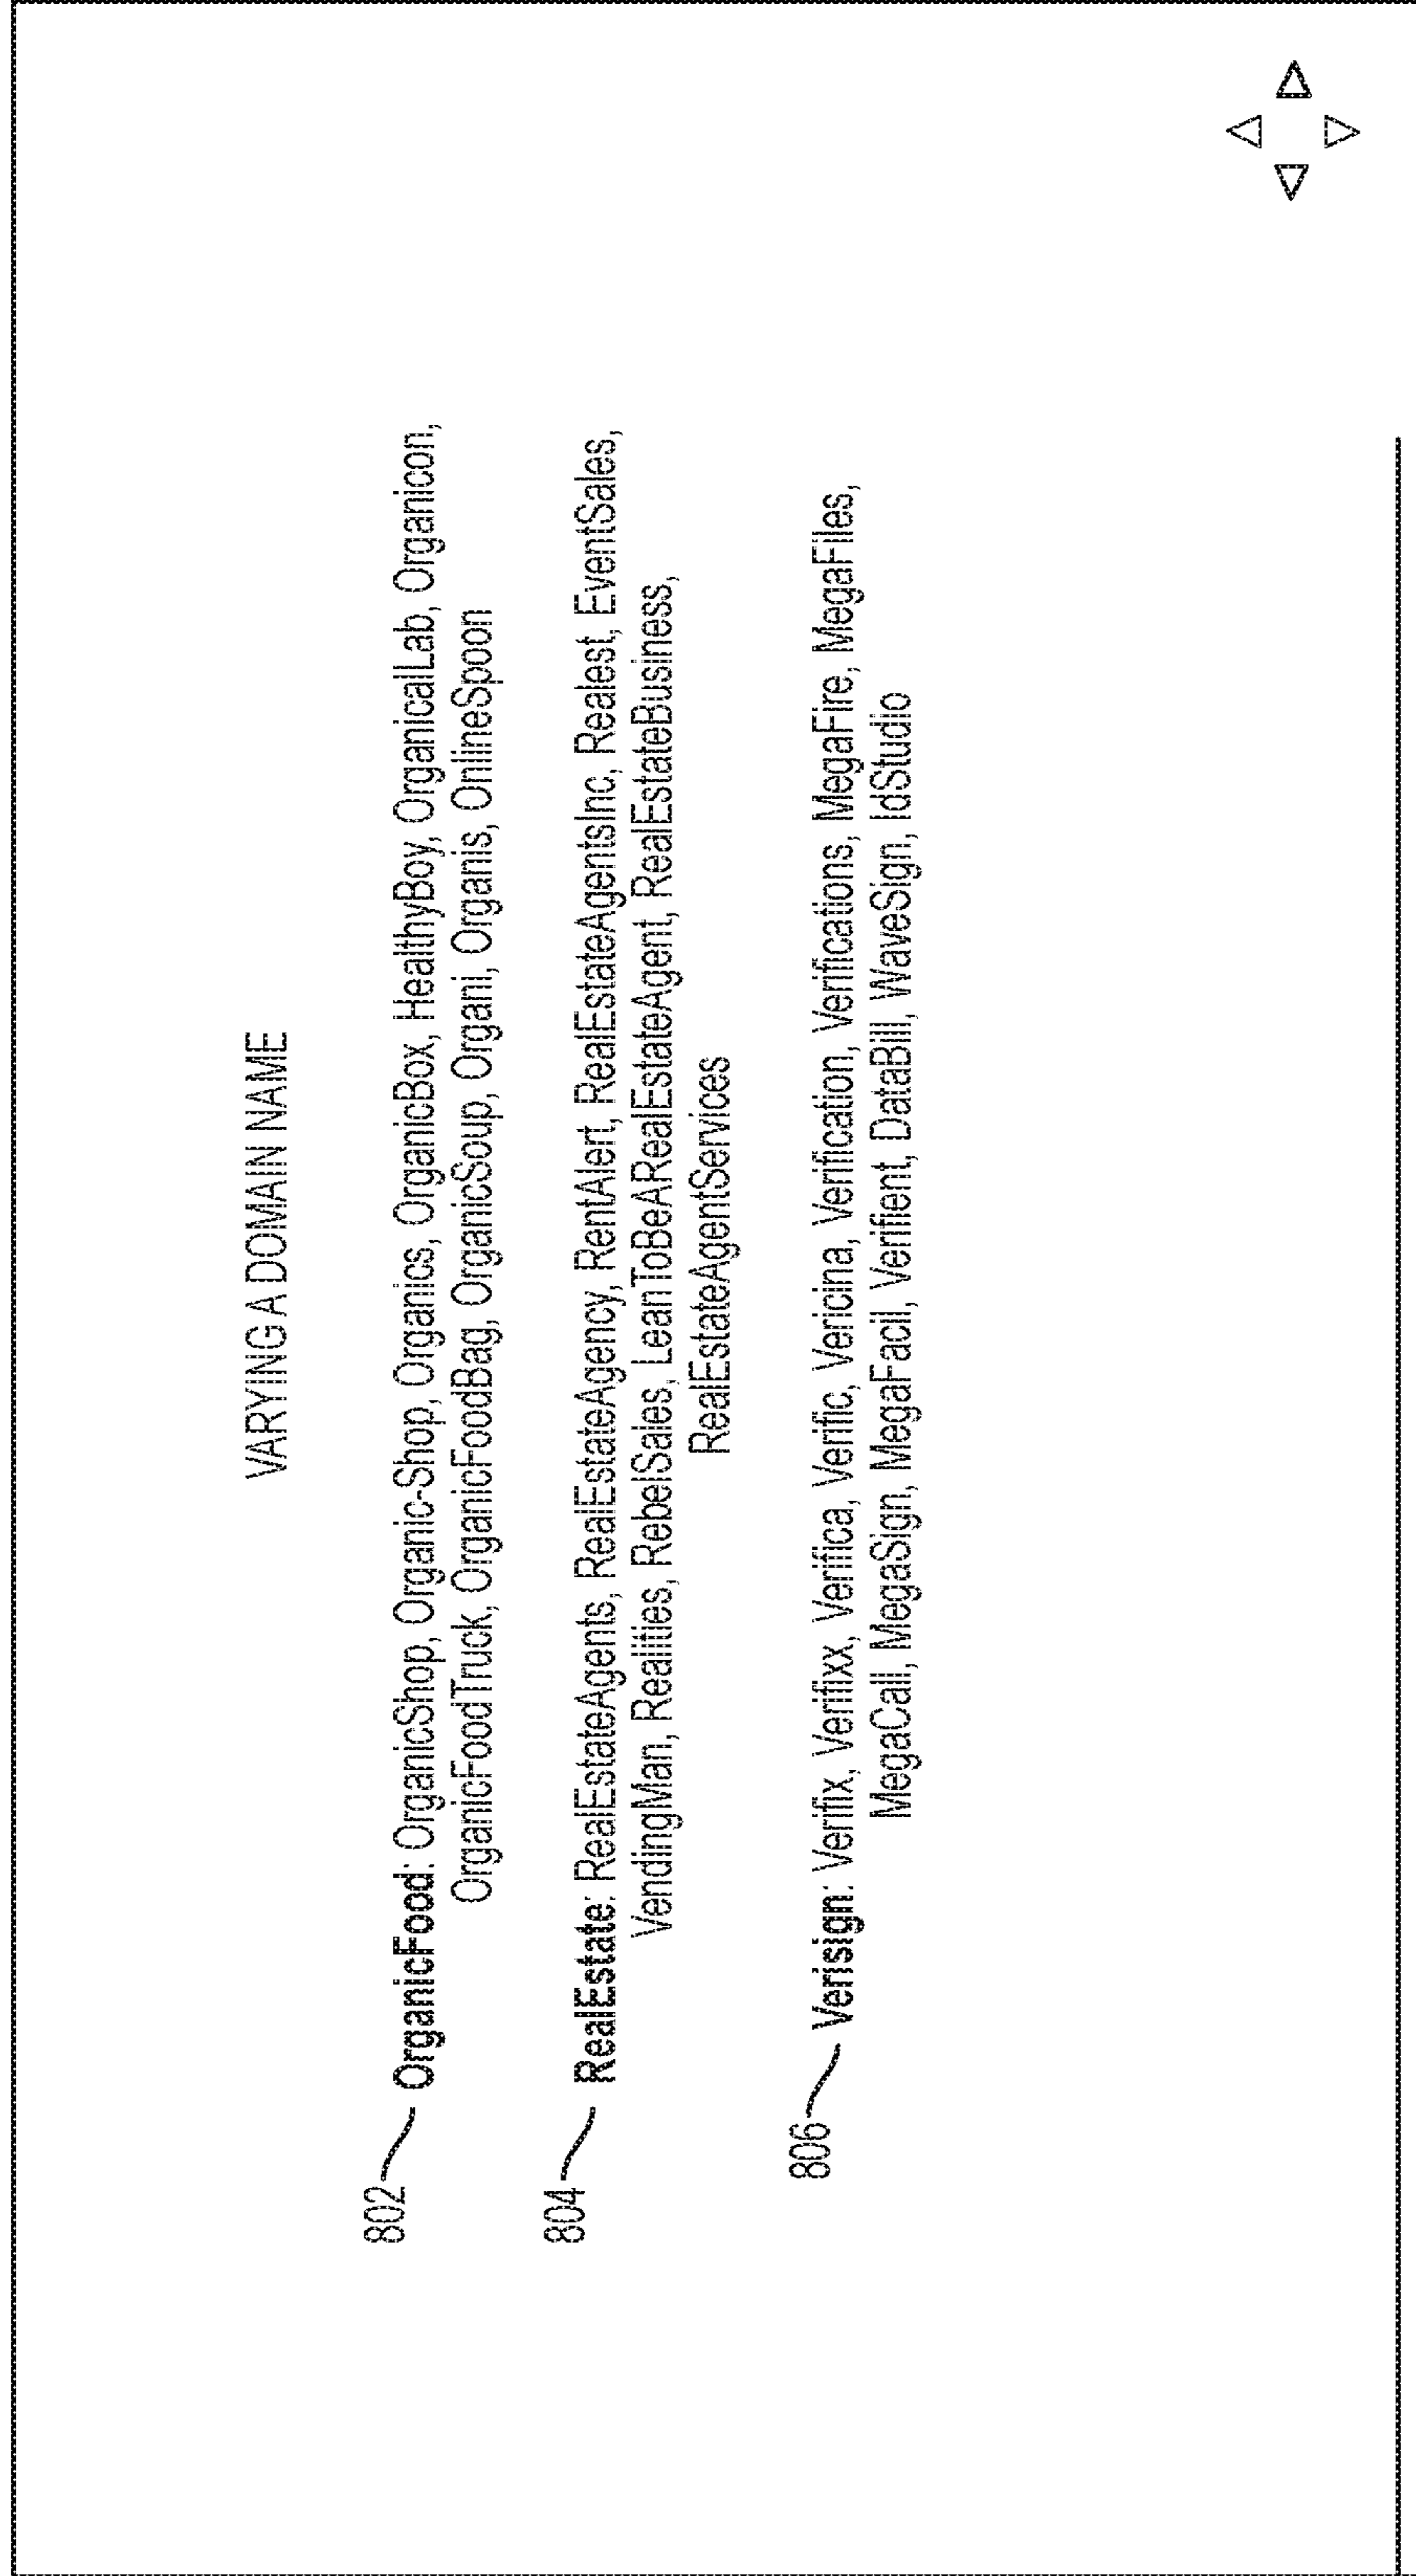 VARYING A DOMAIN NAME
802 OrganicFood: OrganicShop, Organic-Shop, Organics, OrganicBox, HealthyBoy, OrganicalLab, Organicon,
OrganicFoodTruck, OrganicFoodBag, OrganicSoup, Organi, Organis, OnlineSpoon
804 RealEstate: RealEstateAgents, RealEstateAgency, RentAlert, RealEstateAgentsInc, Realest, EventSales,
VendingMan, Realities, RebelSales, LeanToBeARealEstateAgent, RealEstateBusiness,
RealEstateAgentServices
806 Verisign: Verifix, Verifixx, Verifica, Verific, Vericina, Verification, Verifications, MegaFire, MegaFiles,
MegaCall, MegaSign, MegaFacil, Verifient, DataBill, WaveSign, IdStudio